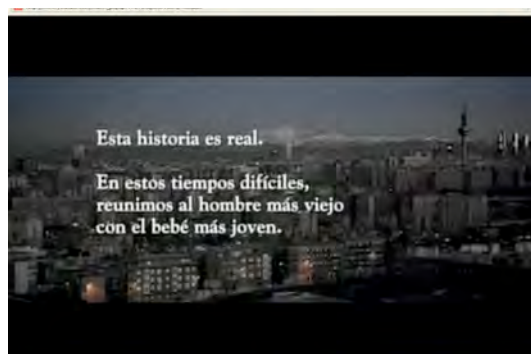 Esta historia es real.
En estos tiempos difíciles,
reunimos al hombre más viejo
con el bebé más joven.